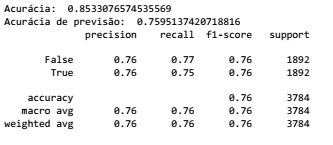 Acurácia: 0.8533076574535569
Acurácia de previsão: 0.7595137420718816
precision recall f1-score support
False 0.76 0.77 0.76 1892
True 0.76 0.75 0.76 1892
accuracy 0.76 3784
macro avg 0.76 0.76 0.76 3784
weighted avg 0.76 0.76 0.76 3784